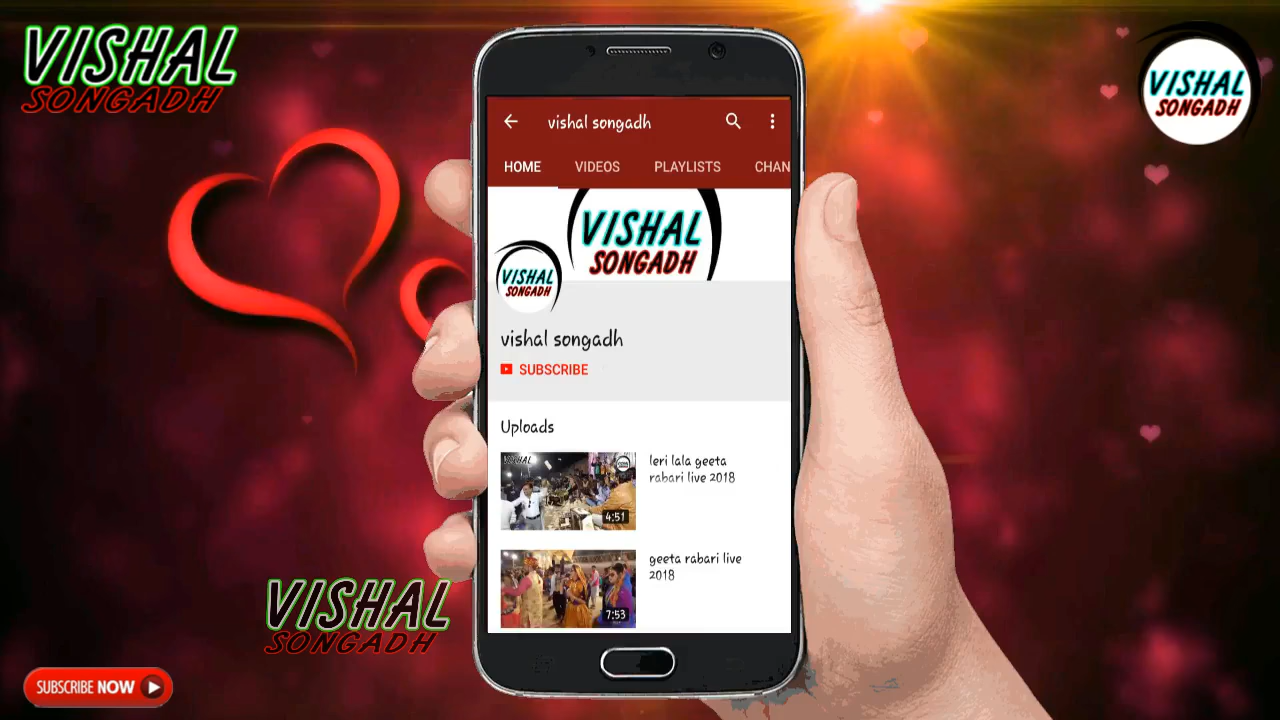 VISHAL
SONGADH
VISHAL
SONGADH
vishal songadh
HOME VIDEOS PLAYLISTS CHAN
VISHAL
SONGADH
VISHAL
SONGADH
vishal songadh
SUBSCRIBE
Uploads
VISHAL
leri lala geeta
rabari live 2018
4:51
geeta rabari live
2018
7:53
VISHAL
SONGADH
SUBSCRIBE NOW